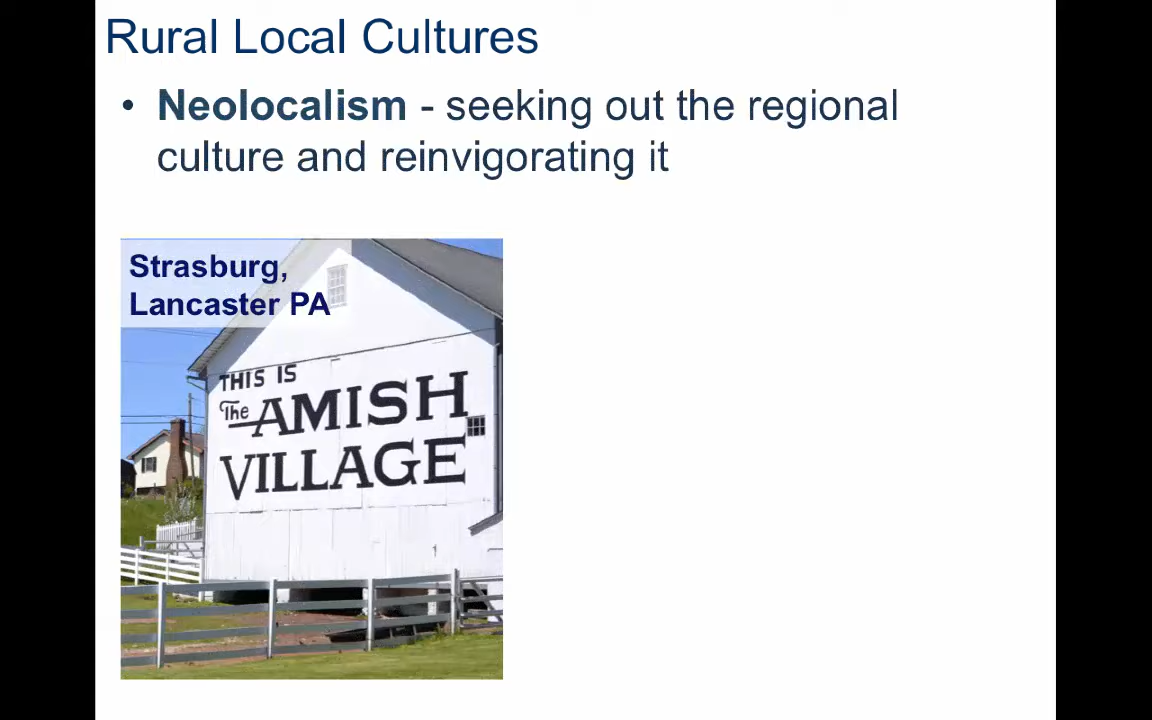 Rural Local Cultures
• Neolocalism - seeking out the regional
culture and reinvigorating it
Strasburg,
Lancaster PA
THIS IS
The AMISH
VILLAGE